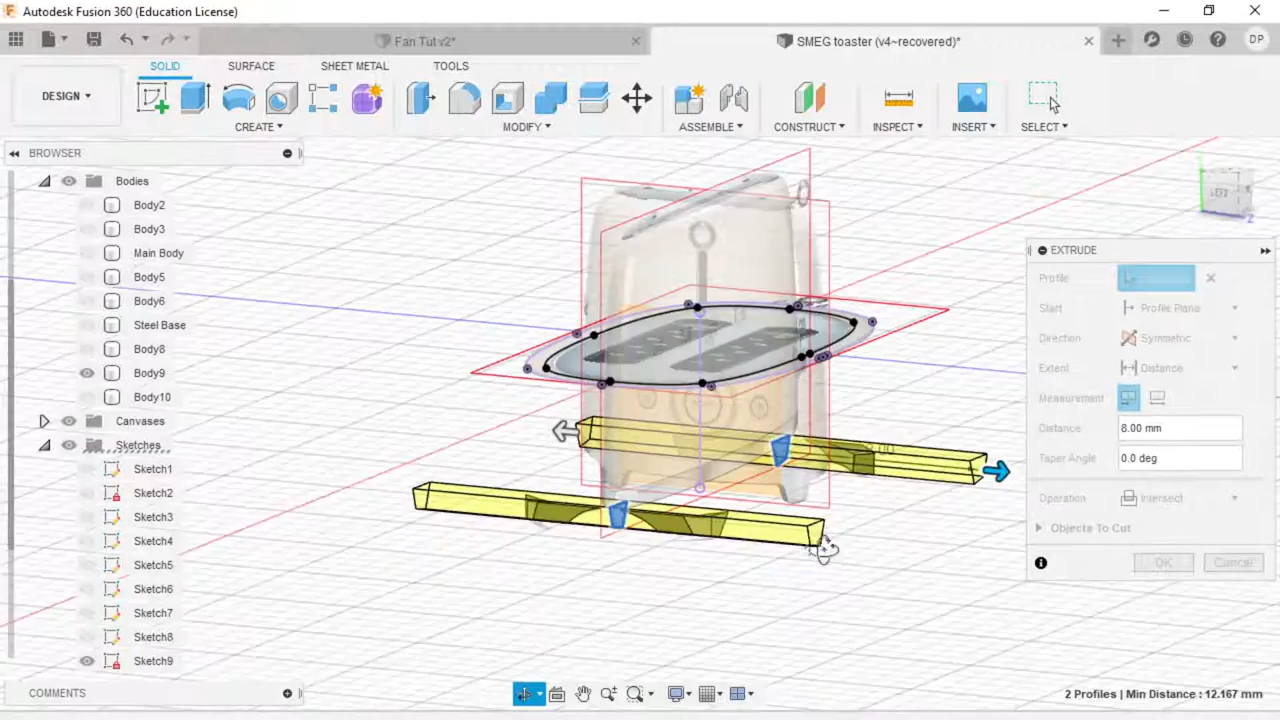 Autodesk Fusion 360 (Education License)
Fan Tut v2*
SMEG toaster (v4~recovered)*
DP
DESIGN
SOLID
SURFACE
SHEET METAL
TOOLS
CREATE
MODIFY
ASSEMBLE
CONSTRUCT
INSPECT
INSERT
SELECT
BROWSER
Bodies
Body2
Body3
Main Body
Body5
Body6
Steel Base
Body8
Body9
Body10
Canvases
Sketches
Sketch1
Sketch2
Sketch3
Sketch4
Sketch5
Sketch6
Sketch7
Sketch8
Sketch9
LEFT
Z
EXTRUDE
Profile
Start
Profile Plane
Direction
Symmetric
Extent
Distance
Measurement
Distance
8.00 mm
Taper Angle
0.0 deg
Operation
Intersect
Objects To Cut
OK
Cancel
COMMENTS
2 Profiles | Min Distance : 12.167 mm